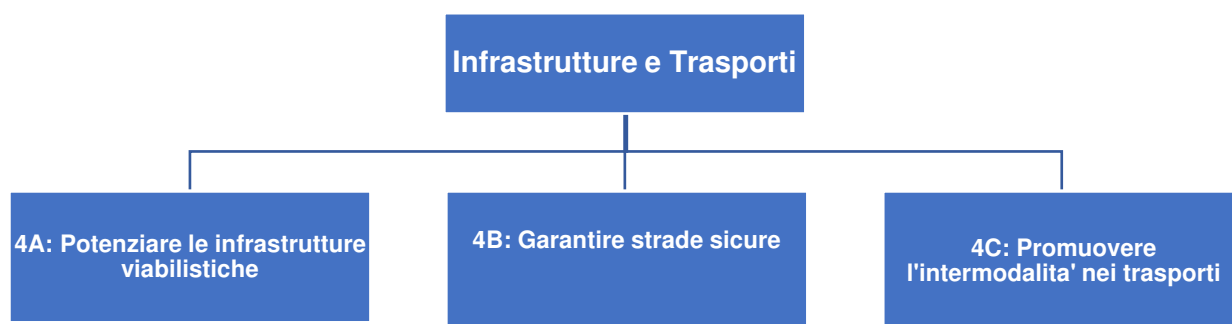 Infrastrutture e Trasporti
4A: Potenziare le infrastrutture
viabilistiche
4B: Garantire strade sicure
4C: Promuovere
l'intermodalita' nei trasporti